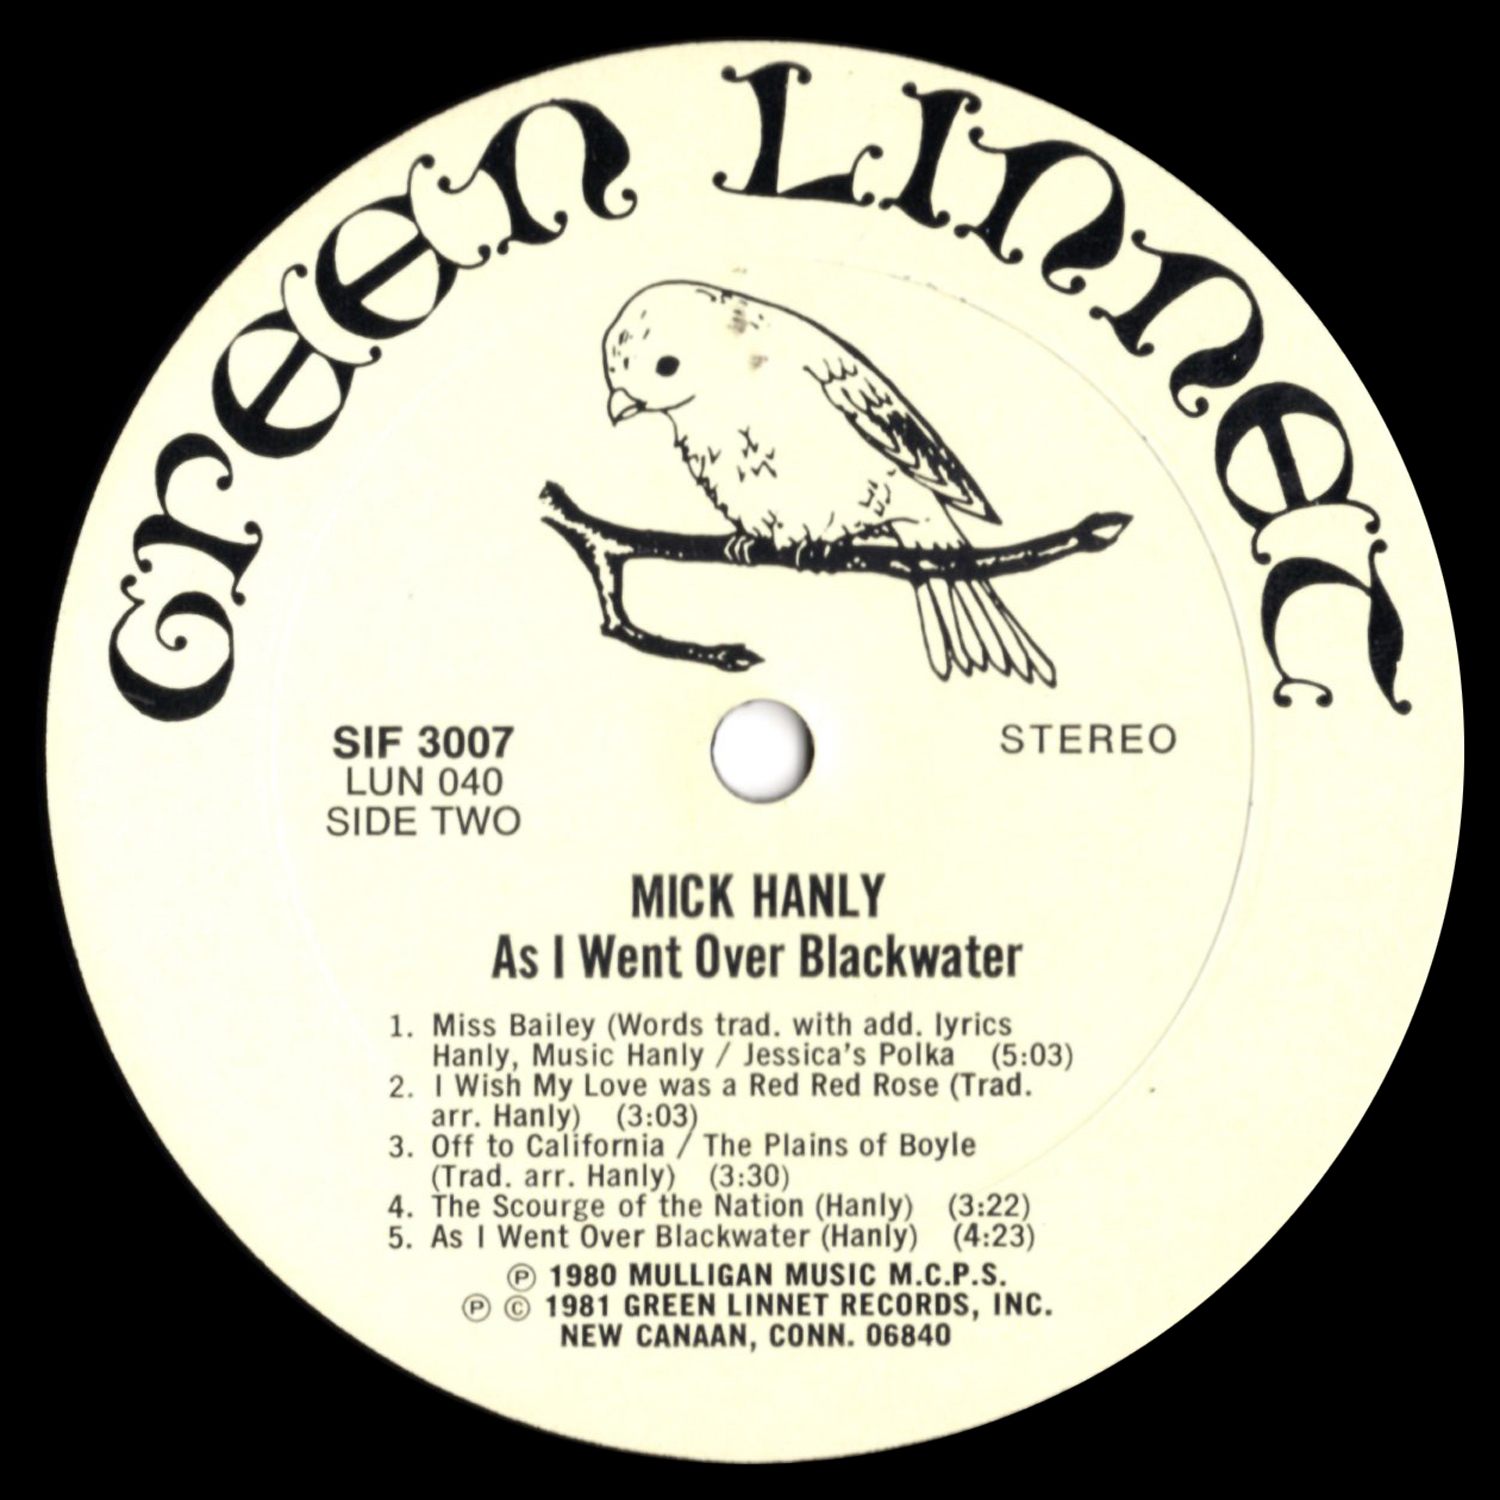 GREEN LINNET
SIF 3007
LUN 040
SIDE TWO
STEREO
MICK HANLY
As I Went Over Blackwater
1. Miss Bailey (Words trad. with add. lyrics
Hanly, Music Hanly / Jessica's Polka (5:03)
2. I Wish My Love was a Red Red Rose (Trad.
arr. Hanly) (3:03)
3. Off to California / The Plains of Boyle
(Trad. arr. Hanly) (3:30)
4. The Scourge of the Nation (Hanly) (3:22)
5. As I Went Over Blackwater (Hanly) (4:23)
℗ 1980 MULLIGAN MUSIC M.C.P.S.
℗ © 1981 GREEN LINNET RECORDS, INC.
NEW CANAAN, CONN. 06840